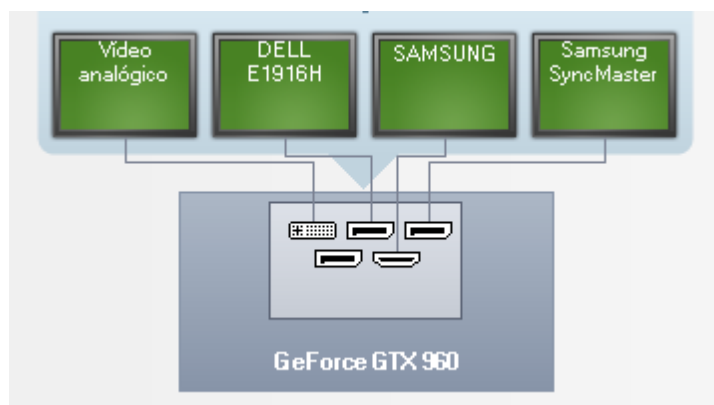 Vídeo
analógico
DELL
E1916H
SAMSUNG
Samsung
SyncMaster
GeForce GTX 960